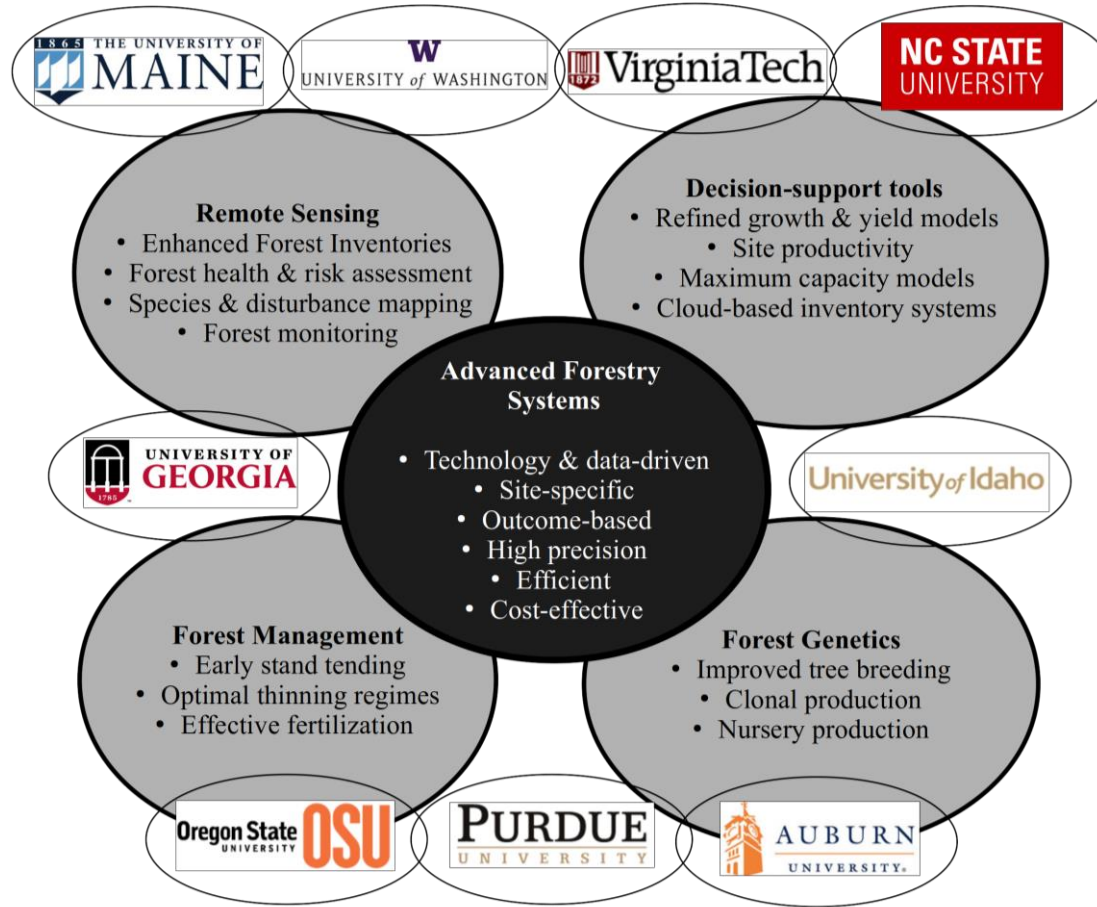 1865 THE UNIVERSITY OF
MAINE
W
UNIVERSITY of WASHINGTON
1872 VirginiaTech
NC STATE
UNIVERSITY
Remote Sensing
• Enhanced Forest Inventories
• Forest health & risk assessment
• Species & disturbance mapping
• Forest monitoring
Decision-support tools
• Refined growth & yield models
• Site productivity
• Maximum capacity models
• Cloud-based inventory systems
Advanced Forestry
Systems
• Technology & data-driven
• Site-specific
• Outcome-based
• High precision
• Efficient
• Cost-effective
UNIVERSITY OF
GEORGIA
1785
University of Idaho
Forest Management
• Early stand tending
• Optimal thinning regimes
• Effective fertilization
Forest Genetics
• Improved tree breeding
• Clonal production
• Nursery production
Oregon State
UNIVERSITY
OSU
PURDUE
UNIVERSITY
AUBURN
UNIVERSITY®